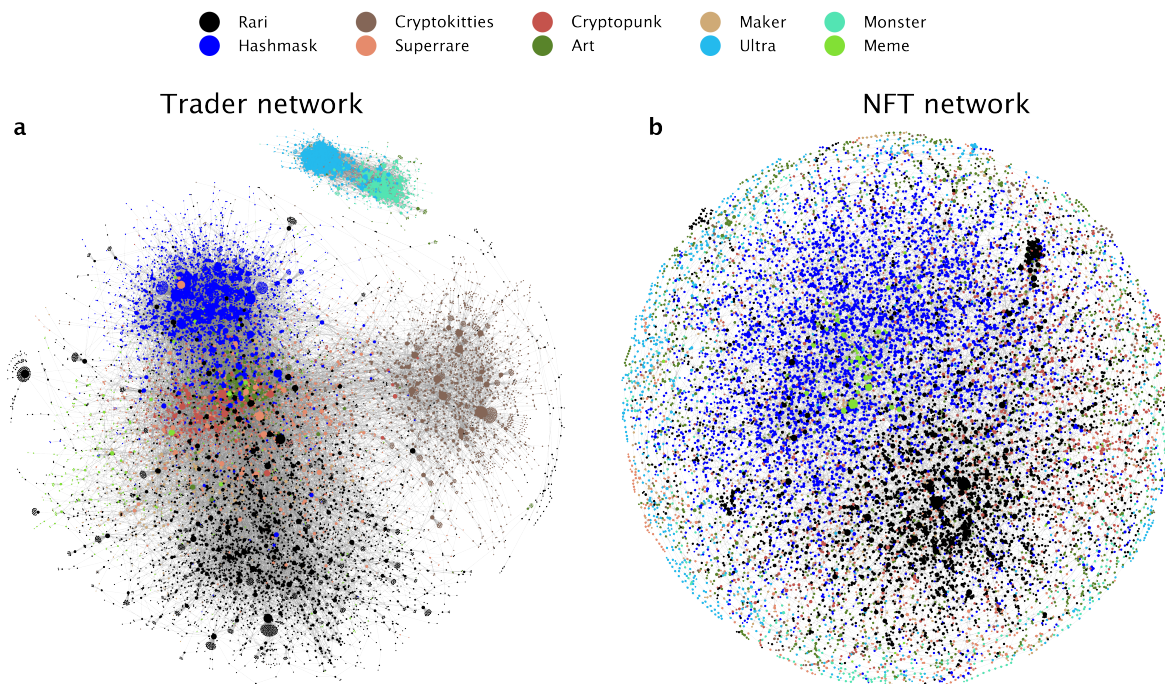 Rari Cryptokitties Cryptopunk Maker Monster
Hashmask Superrare Art Ultra Meme
Trader network NFT network
a b